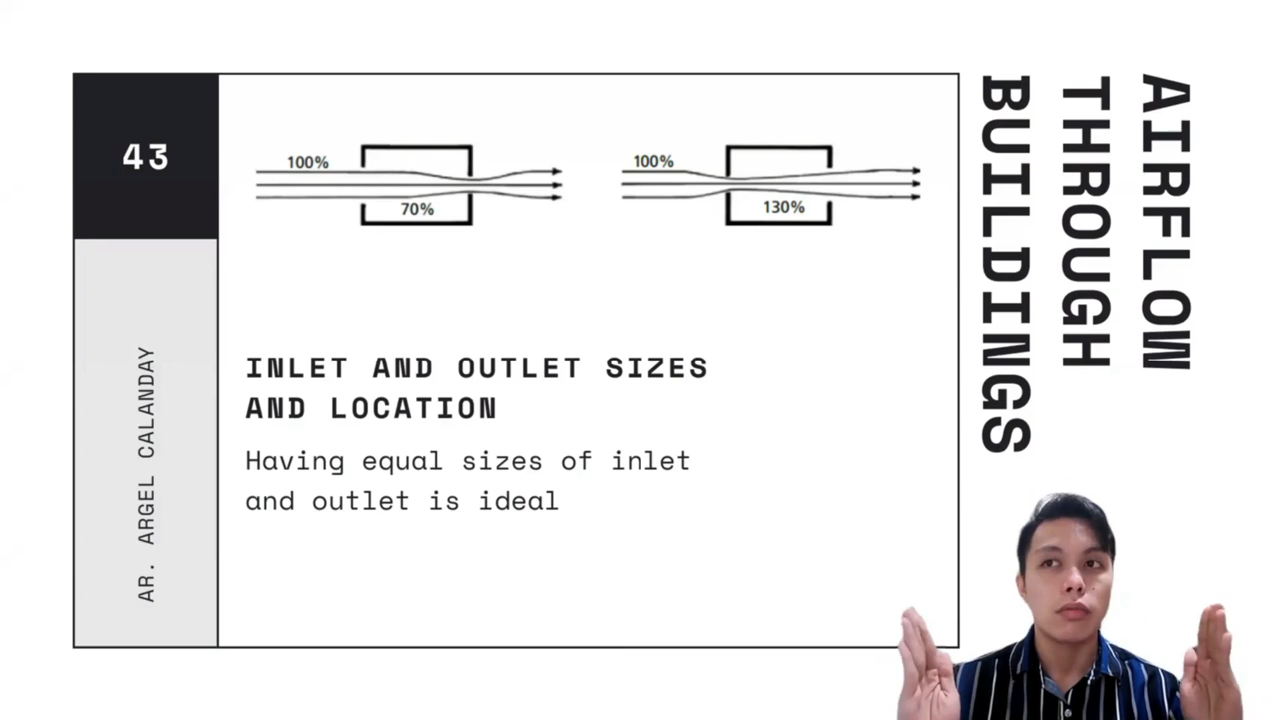 43
AR. ARGEL CALANDAY
100%
70%
100%
130%
INLET AND OUTLET SIZES
AND LOCATION
Having equal sizes of inlet
and outlet is ideal
AIRFLOW
THROUGH
BUILDINGS